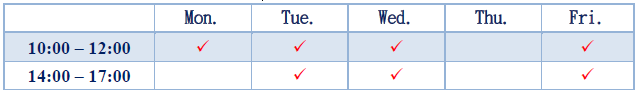 Mon. Tue. Wed. Thu. Fri.
10:00 – 12:00 ✓ ✓ ✓ ✓
14:00 – 17:00 ✓ ✓ ✓